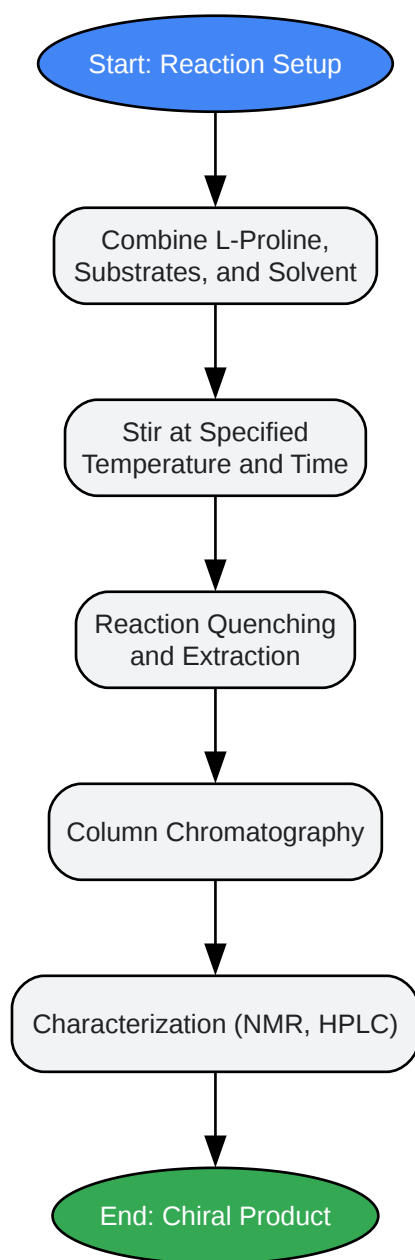 Start: Reaction Setup
Combine L-Proline,
Substrates, and Solvent
Stir at Specified
Temperature and Time
Reaction Quenching
and Extraction
Column Chromatography
Characterization (NMR, HPLC)
End: Chiral Product